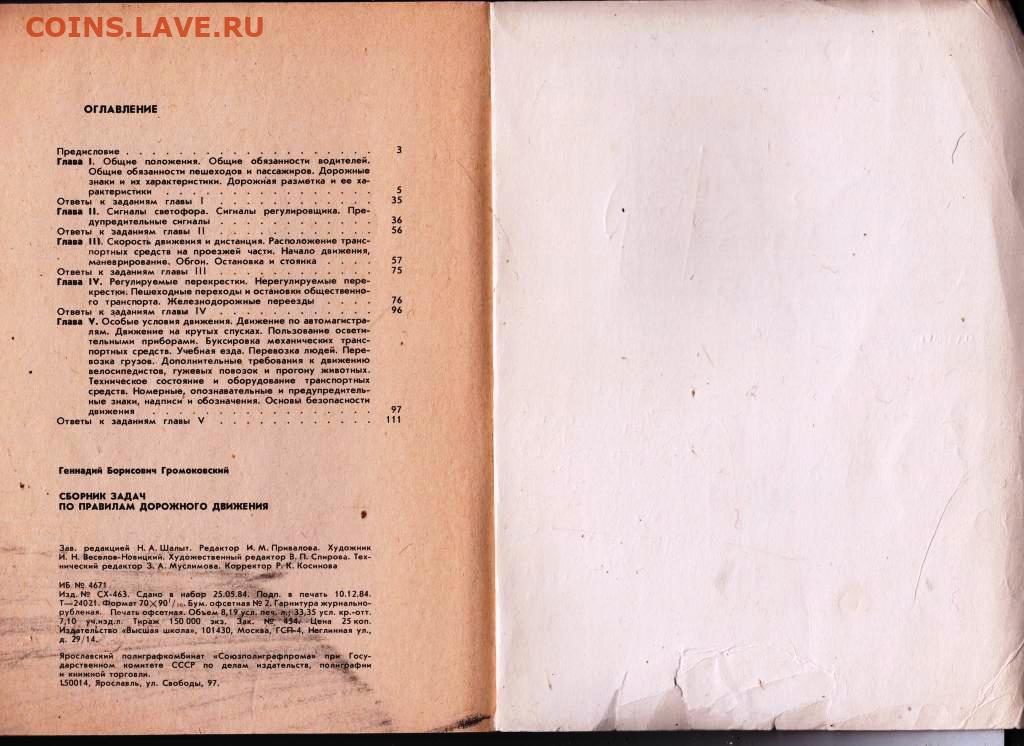 COINS.LAVE.RU
ОГЛАВЛЕНИЕ
Предисловие . . . . . . . . . . . . . . . . . . . 3
Глава I. Общие положения. Общие обязанности водителей.
Общие обязанности пешеходов и пассажиров. Дорожные
знаки и их характеристики. Дорожная разметка и ее ха-
рактеристики . . . . . . . . . . . . . . . . 5
Ответы к заданиям главы I . . . . . . . . . . . . . 35
Глава II. Сигналы светофора. Сигналы регулировщика. Пре-
дупредительные сигналы . . . . . . . . . . . . 36
Ответы к заданиям главы II . . . . . . . . . . . . . 56
Глава III. Скорость движения и дистанция. Расположение транс-
портных средств на проезжей части. Начало движения,
маневрирование. Обгон. Остановка и стоянка . . . . 57
Ответы к заданиям главы III . . . . . . . . . . . . 75
Глава IV. Регулируемые перекрестки. Нерегулируемые пере-
крестки. Пешеходные переходы и остановки общественно-
го транспорта. Железнодорожные переезды . . . . 76
Ответы к заданиям главы IV . . . . . . . . . . . . . 96
Глава V. Особые условия движения. Движение по автомагистра-
лям. Движение на крутых спусках. Пользование освети-
тельными приборами. Буксировка механических транс-
портных средств. Учебная езда. Перевозка людей. Пере-
возка грузов. Дополнительные требования к движению
велосипедистов, гужевых повозок и прогону животных.
Техническое состояние и оборудование транспортных
средств. Номерные, опознавательные и предупредитель-
ные знаки, надписи и обозначения. Основы безопасности
движения . . . . . . . . . . . . . . . . . 97
Ответы к заданиям главы V . . . . . . . . . . . . 111
Геннадий Борисович Громоковский
СБОРНИК ЗАДАЧ
ПО ПРАВИЛАМ ДОРОЖНОГО ДВИЖЕНИЯ
Зав. редакцией Н. А. Шалыт. Редактор И. М. Привалова. Художник
И. Н. Веселов-Новицкий. Художественный редактор В. П. Спирова. Тех-
нический редактор З. А. Муслимова. Корректор Р. К. Косинова
ИБ № 4671
Изд. № СХ-463. Сдано в набор 25.05.84. Подп. в печать 10.12.84.
Т—24021. Формат 70×90¹/₁₆. Бум. офсетная № 2. Гарнитура журнально-
рубленая. Печать офсетная. Объем 8,19 усл. печ. л.; 33,35 усл. кр.-отт.
7,10 уч.изд.л. Тираж 150 000 экз. Зак. № 454. Цена 25 коп.
Издательство «Высшая школа», 101430, Москва, ГСП-4, Неглинная ул.,
д. 29/14.
Ярославский полиграфкомбинат «Союзполиграфпрома» при Госу-
дарственном комитете СССР по делам издательств, полиграфии
и книжной торговли.
150014, Ярославль, ул. Свободы, 97.